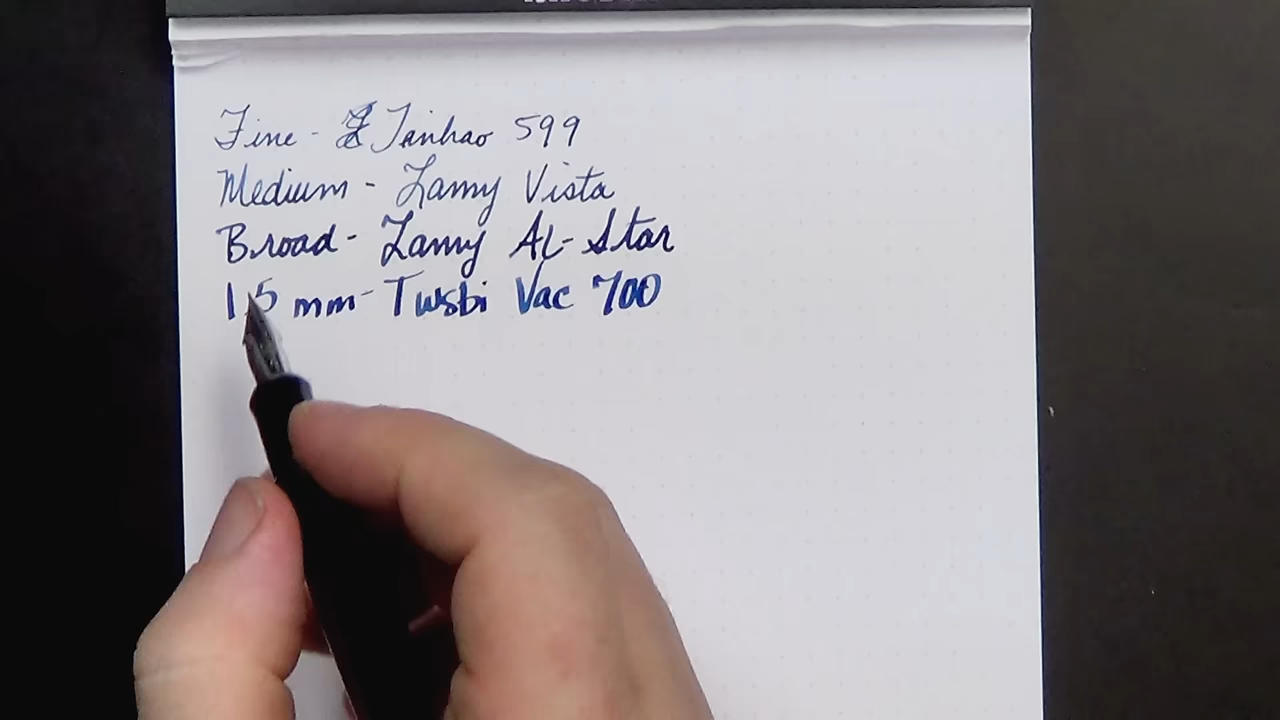 Fine - Jinhao 599
Medium - Lamy Vista
Broad - Lamy AL-Star
1.5 mm - Twsbi Vac 700